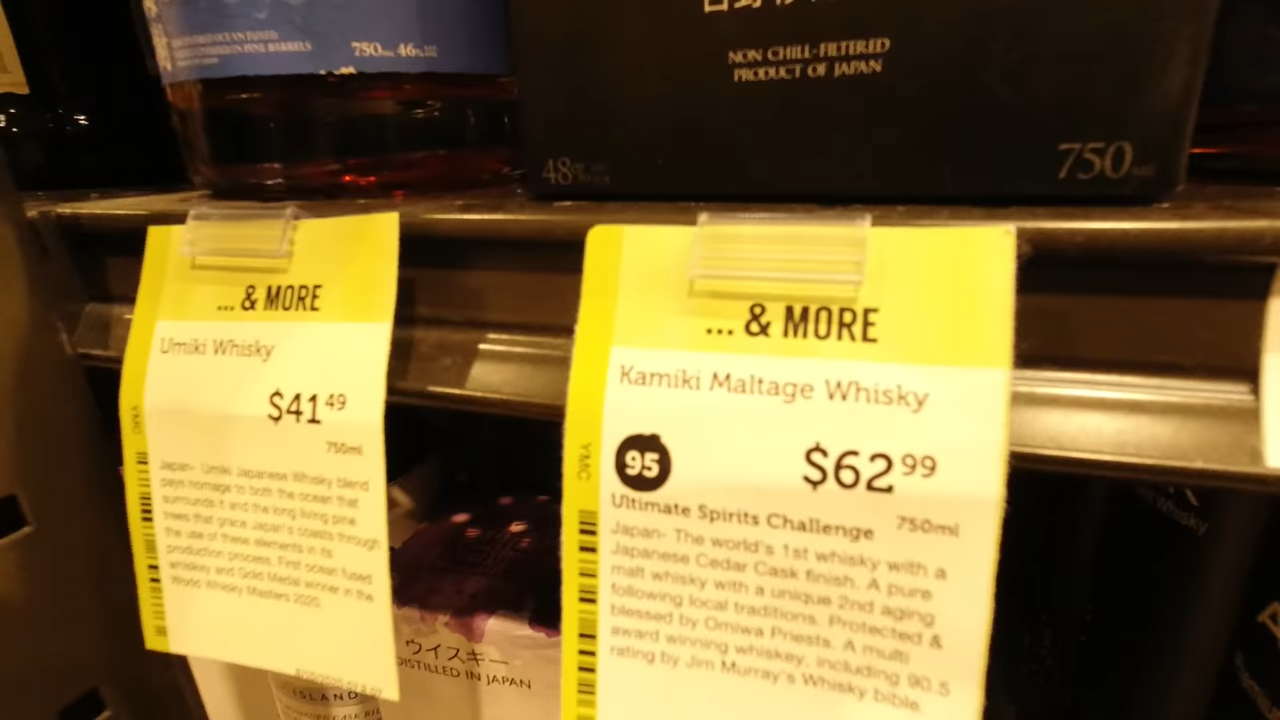 750ML 46%
NON CHILL-FILTERED
PRODUCT OF JAPAN
48
750
... & MORE
Umiki Whisky
$41 49
750ml
Japan- Umiki Japanese Whisky blend
pays homage to both the ocean that
surrounds it and the long living pine
trees that grace Japan's coasts through
the use of these elements in its
production process. First ocean fused
whiskey and Gold Medal winner in the
World Whisky Masters 2020.
YMC
... & MORE
Kamiki Maltage Whisky
95
$62 99
Ultimate Spirits Challenge
750ml
Japan- The world's 1st whisky with a
Japanese Cedar Cask finish. A pure
malt whisky with a unique 2nd aging
following local traditions. Protected &
blessed by Omiwa Priests. A multi
award winning whiskey, including 90.5
rating by Jim Murray's Whisky bible.
YMC
ウイスキー
DISTILLED IN JAPAN
ISLAND
Whisky